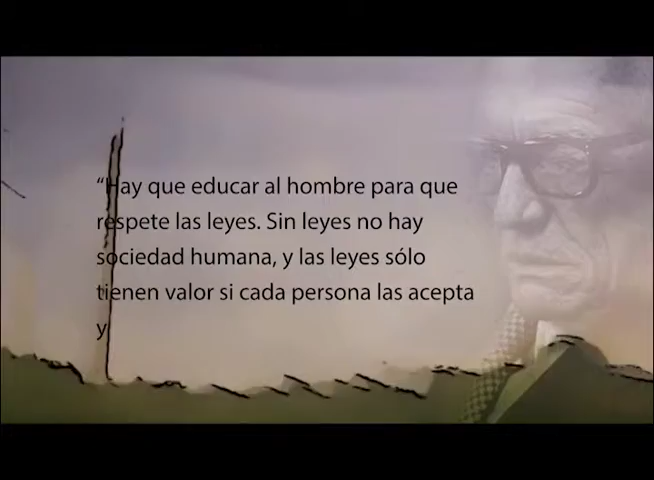 “Hay que educar al hombre para que
respete las leyes. Sin leyes no hay
sociedad humana, y las leyes sólo
tienen valor si cada persona las acepta
y